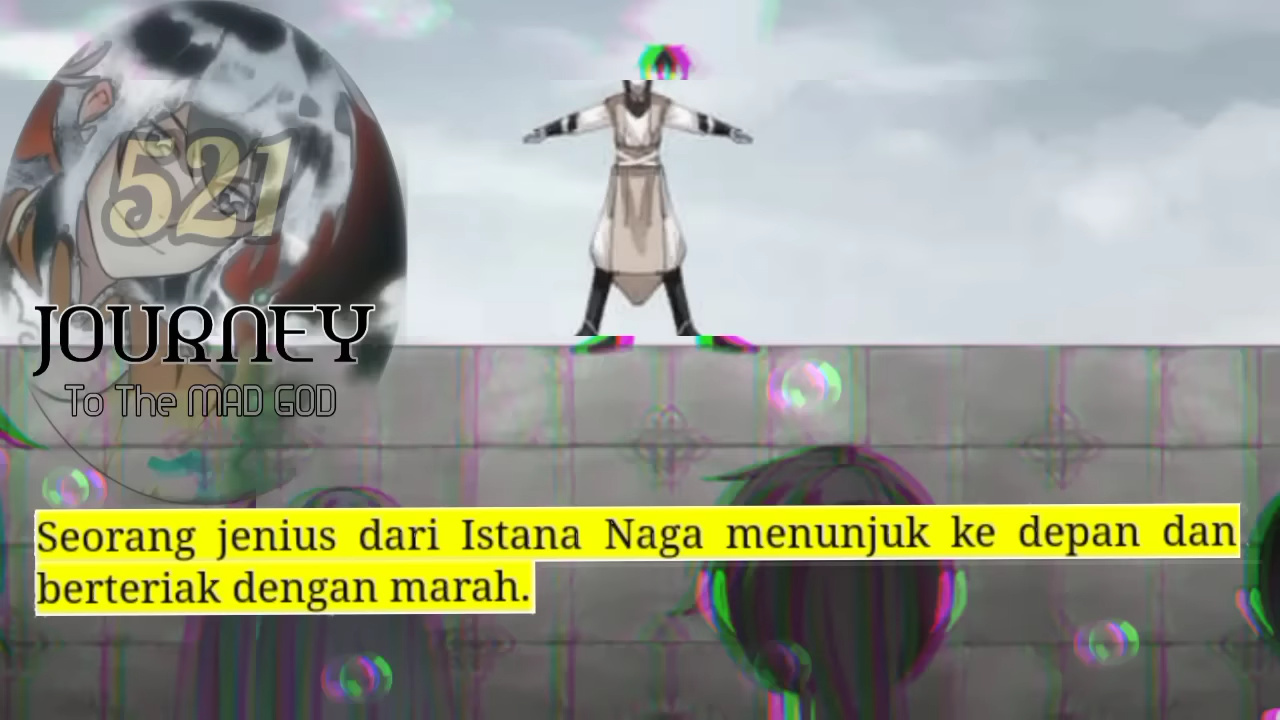 521
JOURNEY
To The MAD GOD
Seorang jenius dari Istana Naga menunjuk ke depan dan
berteriak dengan marah.